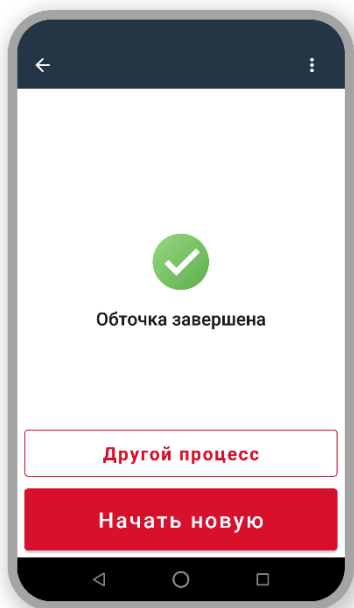 Обточка завершена
Другой процесс
Начать новую